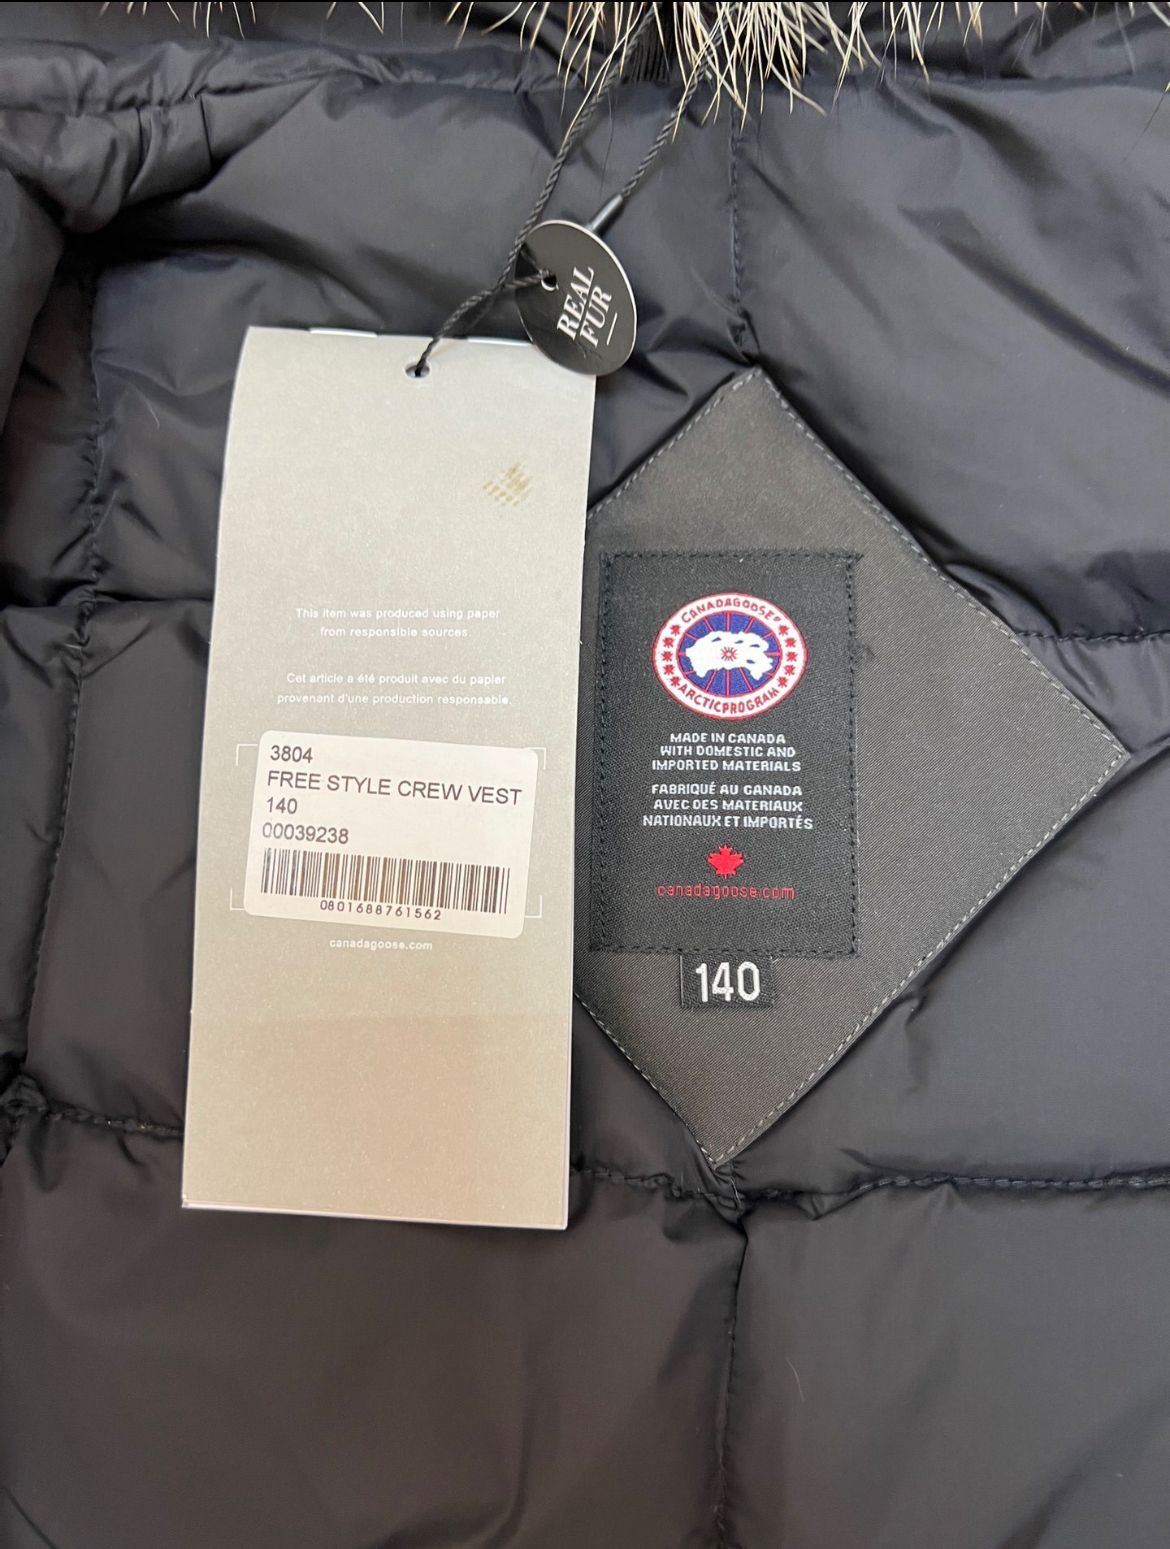 REAL
FUR
This item was produced using paper
from responsible sources.
Cet article a été produit avec du papier
provenant d'une production responsable.
3804
FREE STYLE CREW VEST
140
00039238
0801688761562
canadagoose.com
CANADA GOOSE®
ARCTIC PROGRAM
MADE IN CANADA
WITH DOMESTIC AND
IMPORTED MATERIALS
FABRIQUÉ AU CANADA
AVEC DES MATERIAUX
NATIONAUX ET IMPORTÉS
canadagoose.com
140